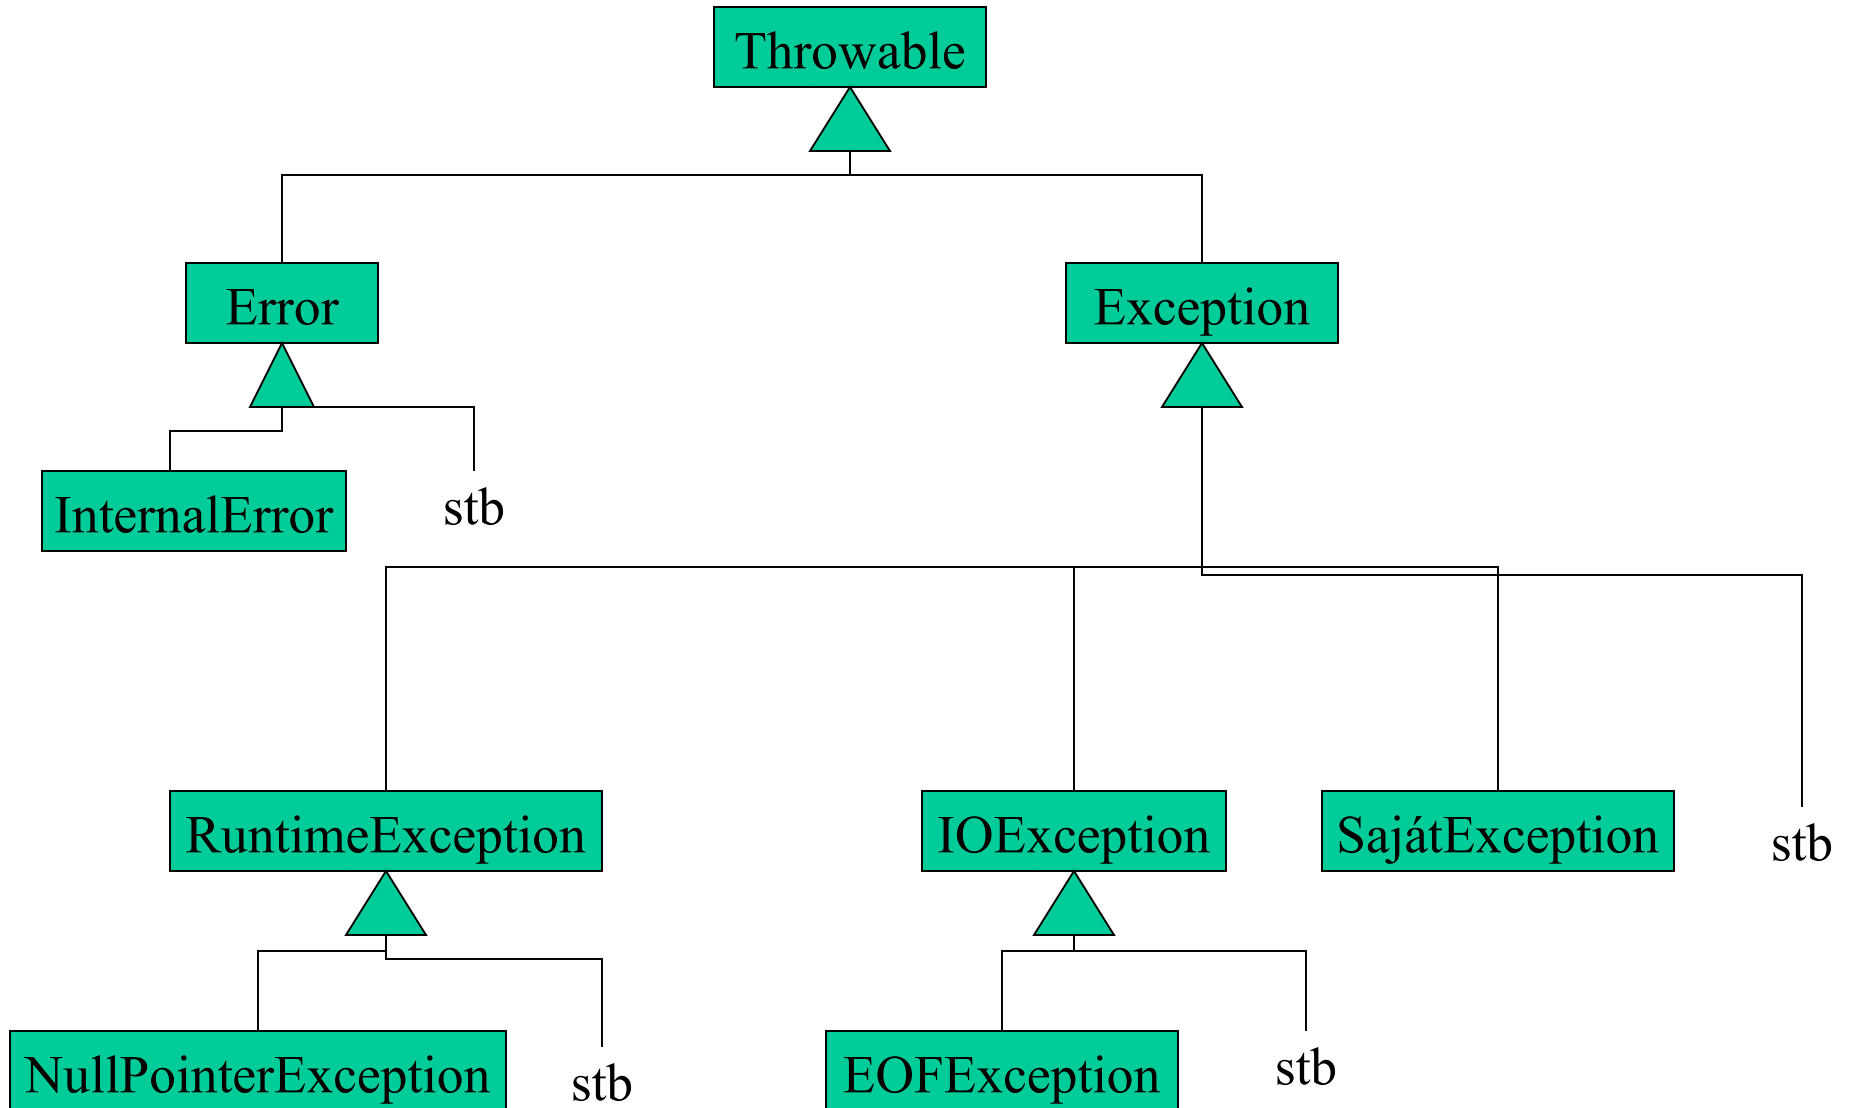 Throwable
Error
Exception
InternalError
stb
RuntimeException
IOException
SajátException
stb
NullPointerException
stb
EOFException
stb